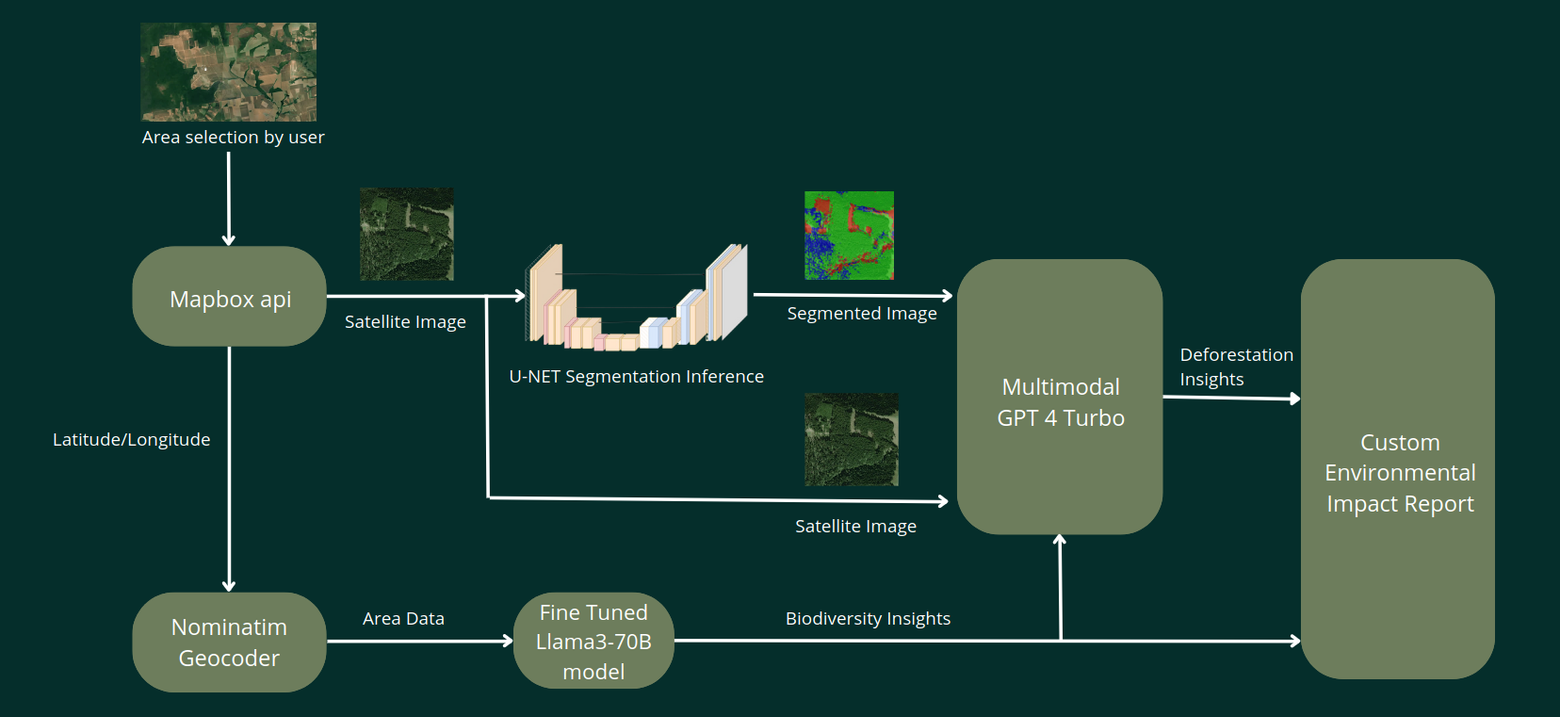 Area selection by user
Mapbox api
Satellite Image
U-NET Segmentation Inference
Segmented Image
Satellite Image
Multimodal
GPT 4 Turbo
Deforestation
Insights
Custom
Environmental
Impact Report
Latitude/Longitude
Nominatim
Geocoder
Area Data
Fine Tuned
Llama3-70B
model
Biodiversity Insights